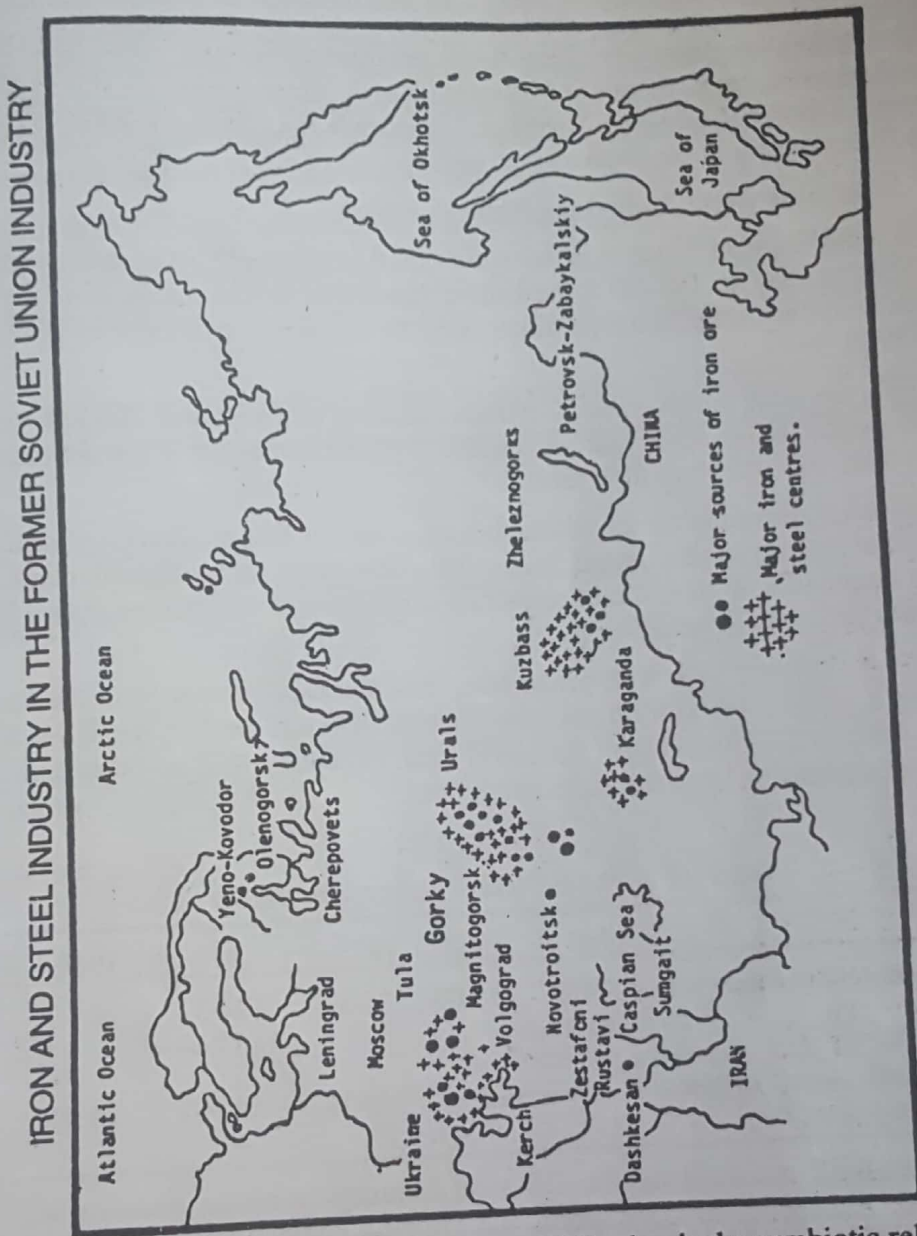 IRON AND STEEL INDUSTRY IN THE FORMER SOVIET UNION INDUSTRY
Atlantic Ocean
Arctic Ocean
Yeno-Kovodor
Olenogorsk
Cherepovets
Leningrad
Moscow
Tula
Gorky
Urals
Ukraine
Magnitogorsk
Volgograd
Novotroitsk
Kerch
Zestafoni
Rustavi
Dashkesan
Caspian Sea
Sumgait
IRAN
Kuzbass
Karaganda
Zheleznogorks
Petrovsk-Zabaykalskiy
CHINA
Sea of Okhotsk
Sea of
Japan
Major sources of iron ore
Major iron and
steel centres.